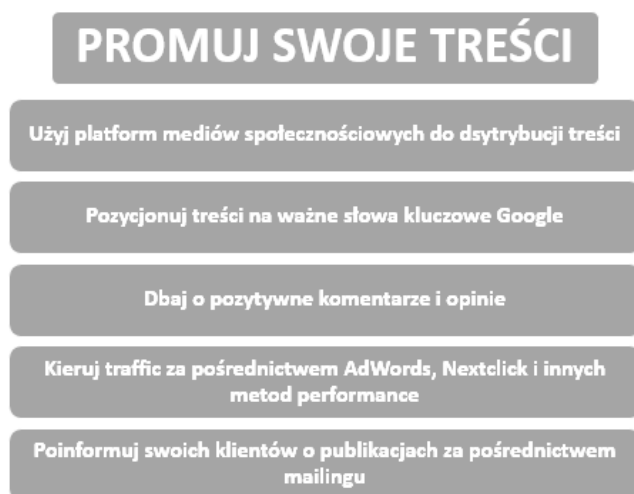 PROMUJ SWOJE TREŚCI
Użyj platform mediów społecznościowych do dsytrybucji treści
Pozycjonuj treści na ważne słowa kluczowe Google
Dbaj o pozytywne komentarze i opinie
Kieruj traffic za pośrednictwem AdWords, Nextclick i innych
metod performance
Poinformuj swoich klientów o publikacjach za pośrednictwem
mailingu